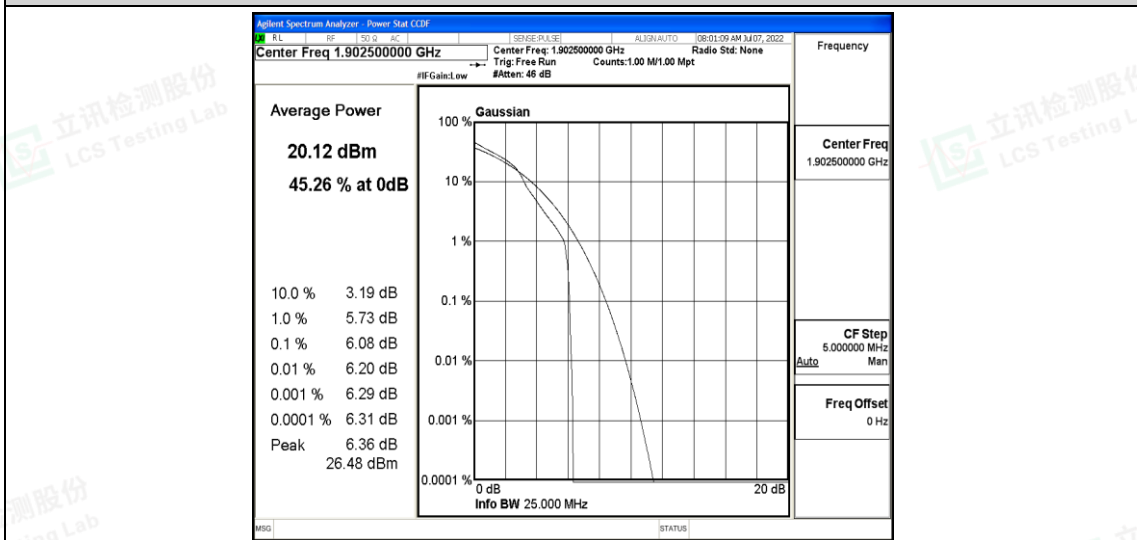 Agilent Spectrum Analyzer - Power Stat CCDF
RL RF 50 Ω AC SENSE:PULSE ALIGN AUTO 08:01:09 AM Jul 07, 2022
Center Freq 1.902500000 GHz
Center Freq: 1.902500000 GHz Radio Std: None
Trig: Free Run Counts:1.00 M/1.00 Mpt
#IFGain:Low #Atten: 46 dB
Frequency
Average Power
20.12 dBm
45.26 % at 0dB
10.0 % 3.19 dB
1.0 % 5.73 dB
0.1 % 6.08 dB
0.01 % 6.20 dB
0.001 % 6.29 dB
0.0001 % 6.31 dB
Peak 6.36 dB
26.48 dBm
Gaussian
100 %
10 %
1 %
0.1 %
0.01 %
0.001 %
0.0001 %
0 dB 20 dB
Info BW 25.000 MHz
Center Freq
1.902500000 GHz
CF Step
5.000000 MHz
Auto Man
Freq Offset
0 Hz
MSG STATUS
立讯检测股份
LCS Testing Lab
立讯检测股份
LCS Testing L
测股份
ing Lab
立